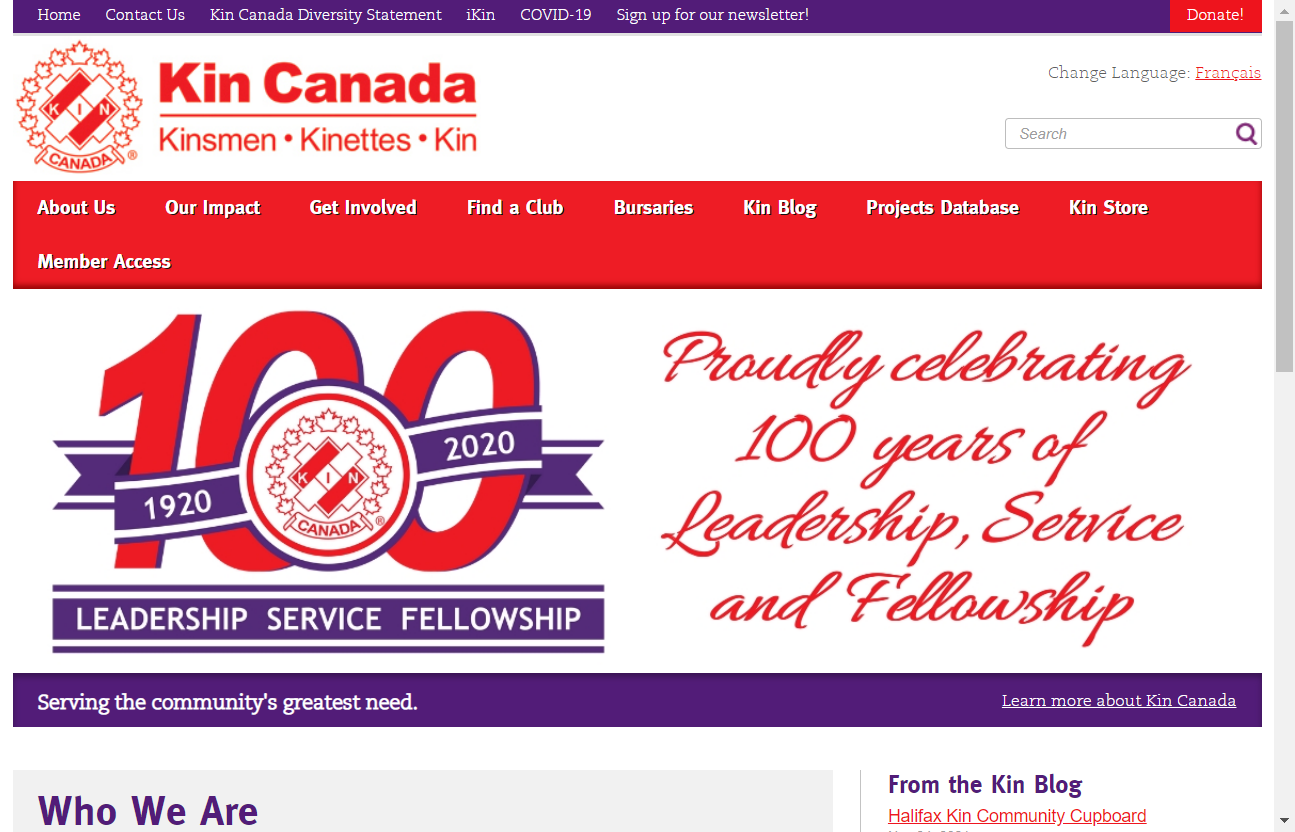 Home Contact Us Kin Canada Diversity Statement iKin COVID-19 Sign up for our newsletter! Donate!
KIN
CANADA ®
Kin Canada
Kinsmen • Kinettes • Kin
Change Language: Français
Search
About Us Our Impact Get Involved Find a Club Bursaries Kin Blog Projects Database Kin Store
Member Access
100
1920
2020
KIN
CANADA ®
LEADERSHIP SERVICE FELLOWSHIP
Proudly celebrating
100 years of
Leadership, Service
and Fellowship
Serving the community's greatest need.
Learn more about Kin Canada
Who We Are
From the Kin Blog
Halifax Kin Community Cupboard